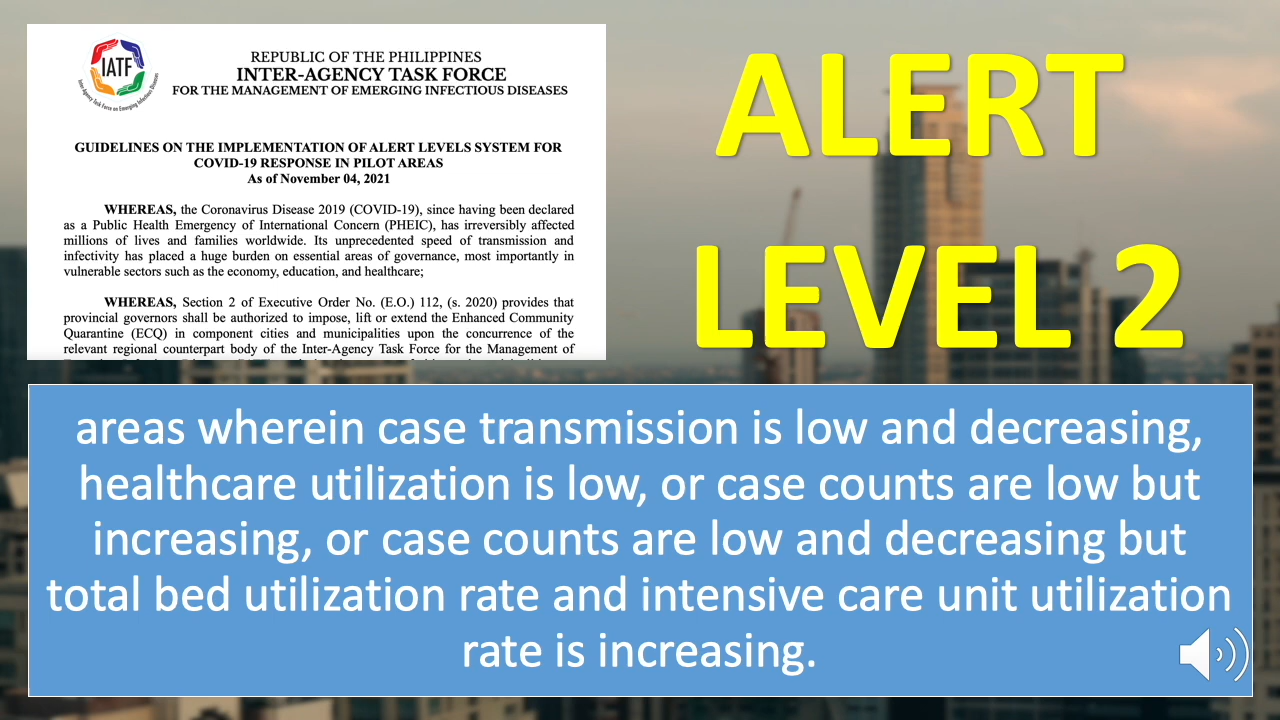 IATF
Inter-Agency Task Force on Emerging Infectious Diseases
REPUBLIC OF THE PHILIPPINES
INTER-AGENCY TASK FORCE
FOR THE MANAGEMENT OF EMERGING INFECTIOUS DISEASES
GUIDELINES ON THE IMPLEMENTATION OF ALERT LEVELS SYSTEM FOR
COVID-19 RESPONSE IN PILOT AREAS
As of November 04, 2021
WHEREAS, the Coronavirus Disease 2019 (COVID-19), since having been declared
as a Public Health Emergency of International Concern (PHEIC), has irreversibly affected
millions of lives and families worldwide. Its unprecedented speed of transmission and
infectivity has placed a huge burden on essential areas of governance, most importantly in
vulnerable sectors such as the economy, education, and healthcare;
WHEREAS, Section 2 of Executive Order No. (E.O.) 112, (s. 2020) provides that
provincial governors shall be authorized to impose, lift or extend the Enhanced Community
Quarantine (ECQ) in component cities and municipalities upon the concurrence of the
relevant regional counterpart body of the Inter-Agency Task Force for the Management of
ALERT
LEVEL 2
areas wherein case transmission is low and decreasing,
healthcare utilization is low, or case counts are low but
increasing, or case counts are low and decreasing but
total bed utilization rate and intensive care unit utilization
rate is increasing.